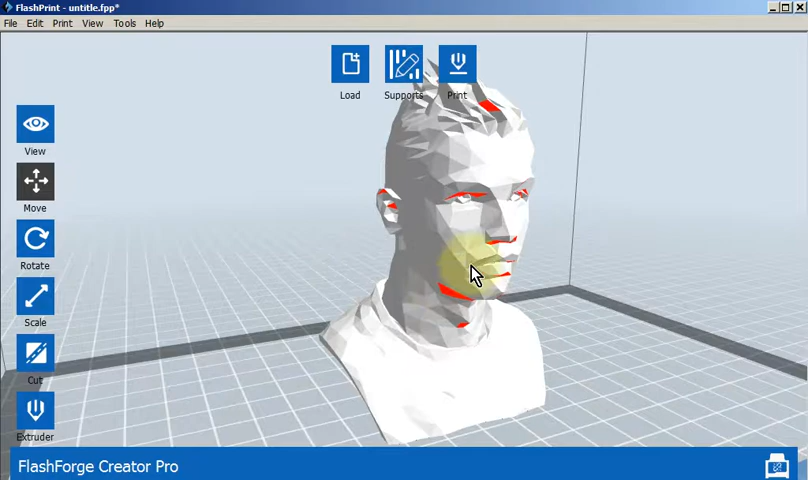 FlashPrint - untitle.fpp*
File Edit Print View Tools Help
Load Supports Print
View
Move
Rotate
Scale
Cut
Extruder
FlashForge Creator Pro